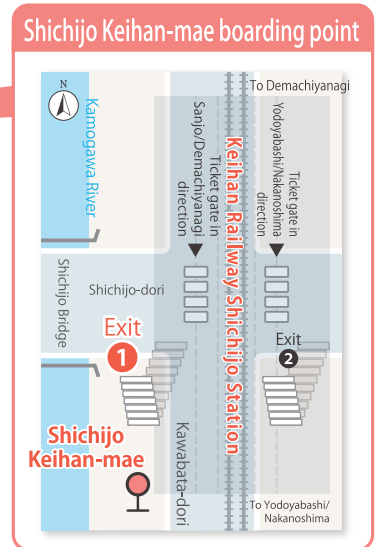 Shichijo Keihan-mae boarding point
To Demachiyanagi
N
Kamogawa River
Ticket gate in
Sanjo/Demachiyanagi
direction
Keihan Railway Shichijo Station
Ticket gate in
Yodoyabashi/Nakanoshima
direction
Shichijo Bridge
Shichijo-dori
Exit
1
Exit
2
Shichijo
Keihan-mae
Kawabata-dori
To Yodoyabashi/
Nakanoshima